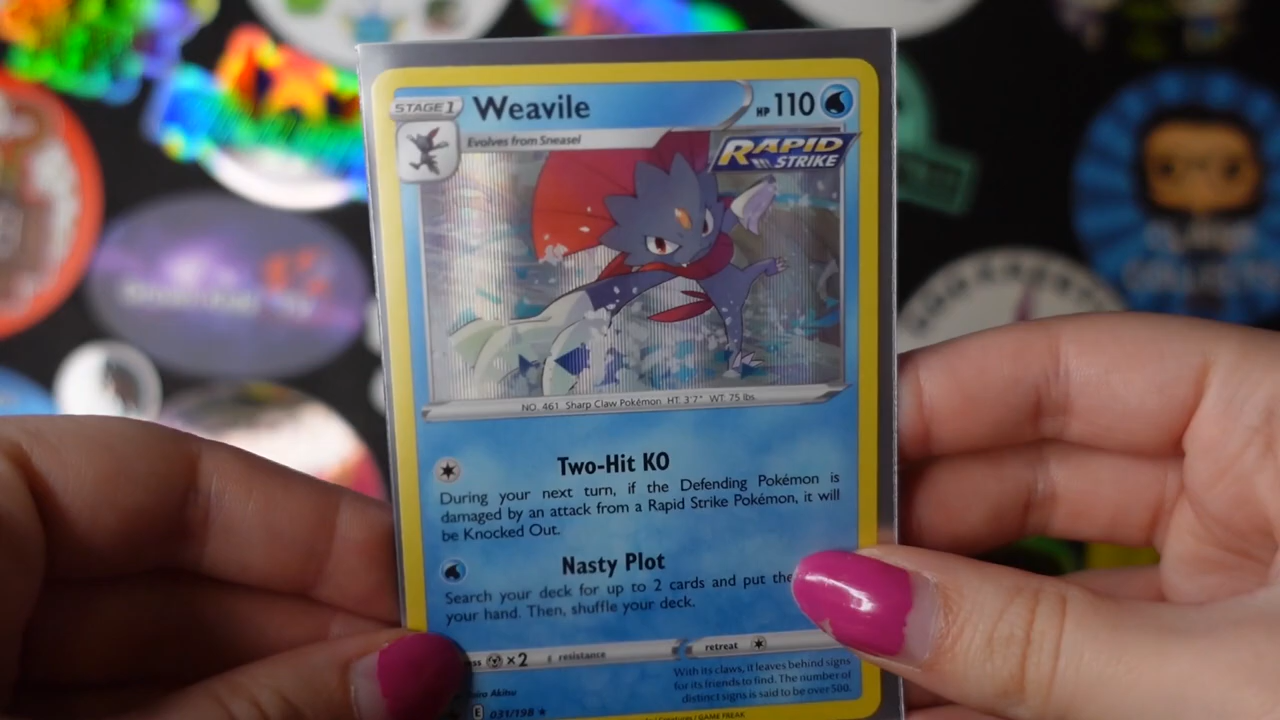 STAGE 1 Weavile HP 110
Evolves from Sneasel
RAPID
STRIKE
NO. 461 Sharp Claw Pokémon HT: 3'7" WT: 75 lbs.
Two-Hit KO
During your next turn, if the Defending Pokémon is
damaged by an attack from a Rapid Strike Pokémon, it will
be Knocked Out.
Nasty Plot
Search your deck for up to 2 cards and put the
your hand. Then, shuffle your deck.
×2 resistance retreat
With its claws, it leaves behind signs
for its friends to find. The number of
distinct signs is said to be over 500.
Akitsu
E 031/198 ★
GAME FREAK